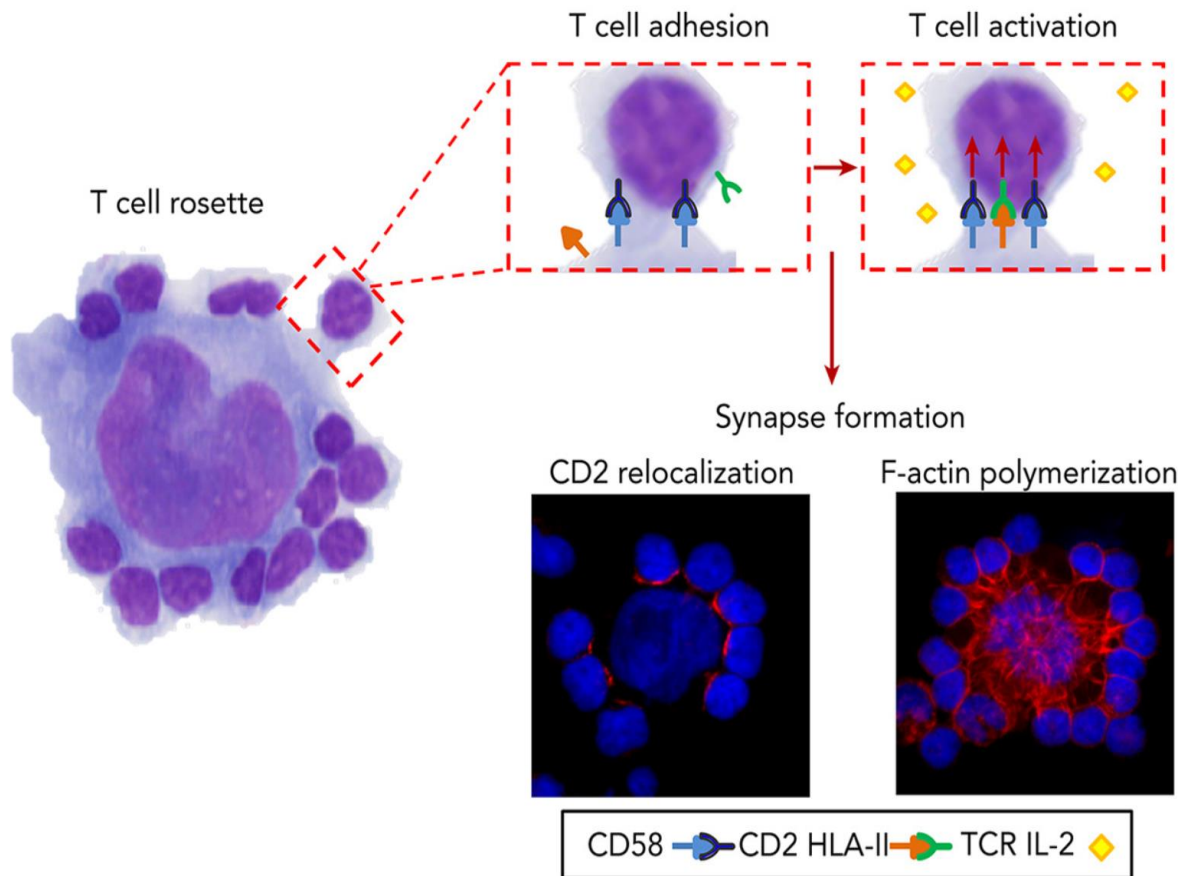 T cell adhesion
T cell activation
T cell rosette
Synapse formation
CD2 relocalization
F-actin polymerization
CD58 CD2 HLA-II TCR IL-2